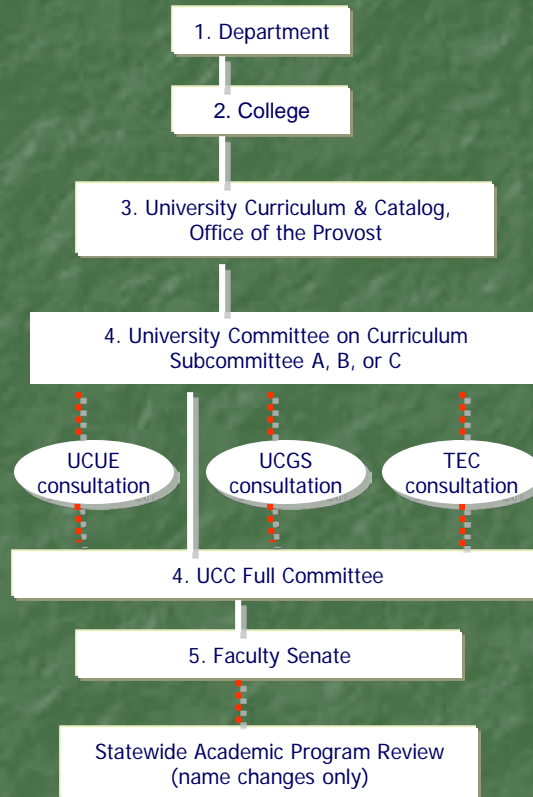 1. Department
2. College
3. University Curriculum & Catalog,
Office of the Provost
4. University Committee on Curriculum
Subcommittee A, B, or C
UCUE
consultation
UCGS
consultation
TEC
consultation
4. UCC Full Committee
5. Faculty Senate
Statewide Academic Program Review
(name changes only)